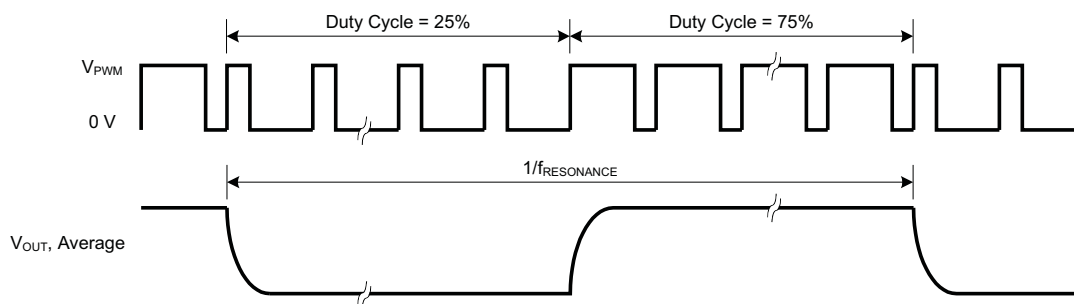 Duty Cycle = 25%
Duty Cycle = 75%
VPWM
0 V
1/fRESONANCE
VOUT, Average